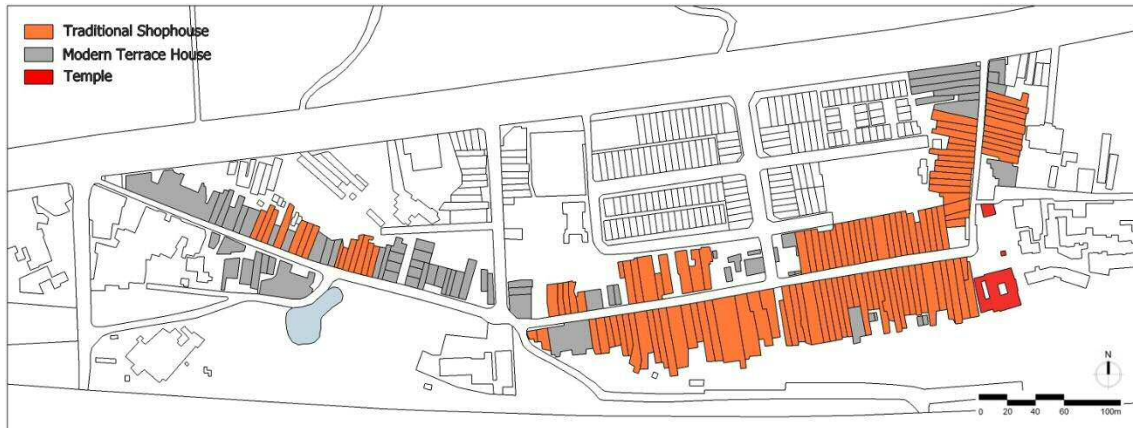 Traditional Shophouse
Modern Terrace House
Temple
N
0 20 40 60 100m